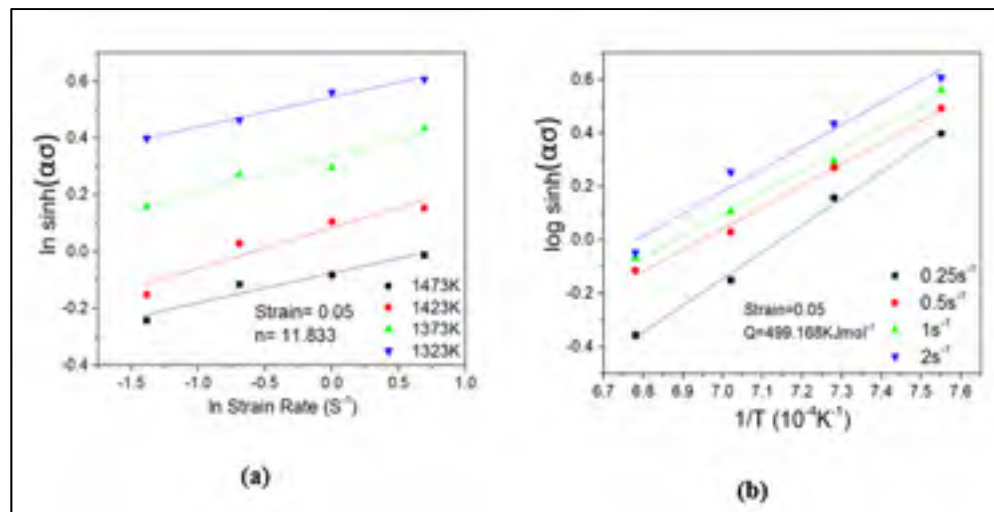 ln sinh(ασ)
0.6
0.4
0.2
0.0
-0.2
-0.4
-1.5
-1.0
-0.5
0.0
0.5
1.0
ln Strain Rate (S⁻¹)
Strain= 0.05
n= 11.833
1473K
1423K
1373K
1323K
(a)
log sinh(ασ)
0.6
0.4
0.2
0.0
-0.2
-0.4
6.7
6.8
6.9
7.0
7.1
7.2
7.3
7.4
7.5
7.6
1/T (10⁻⁴K⁻¹)
Strain=0.05
Q=499.168KJmol⁻¹
0.25s⁻¹
0.5s⁻¹
1s⁻¹
2s⁻¹
(b)